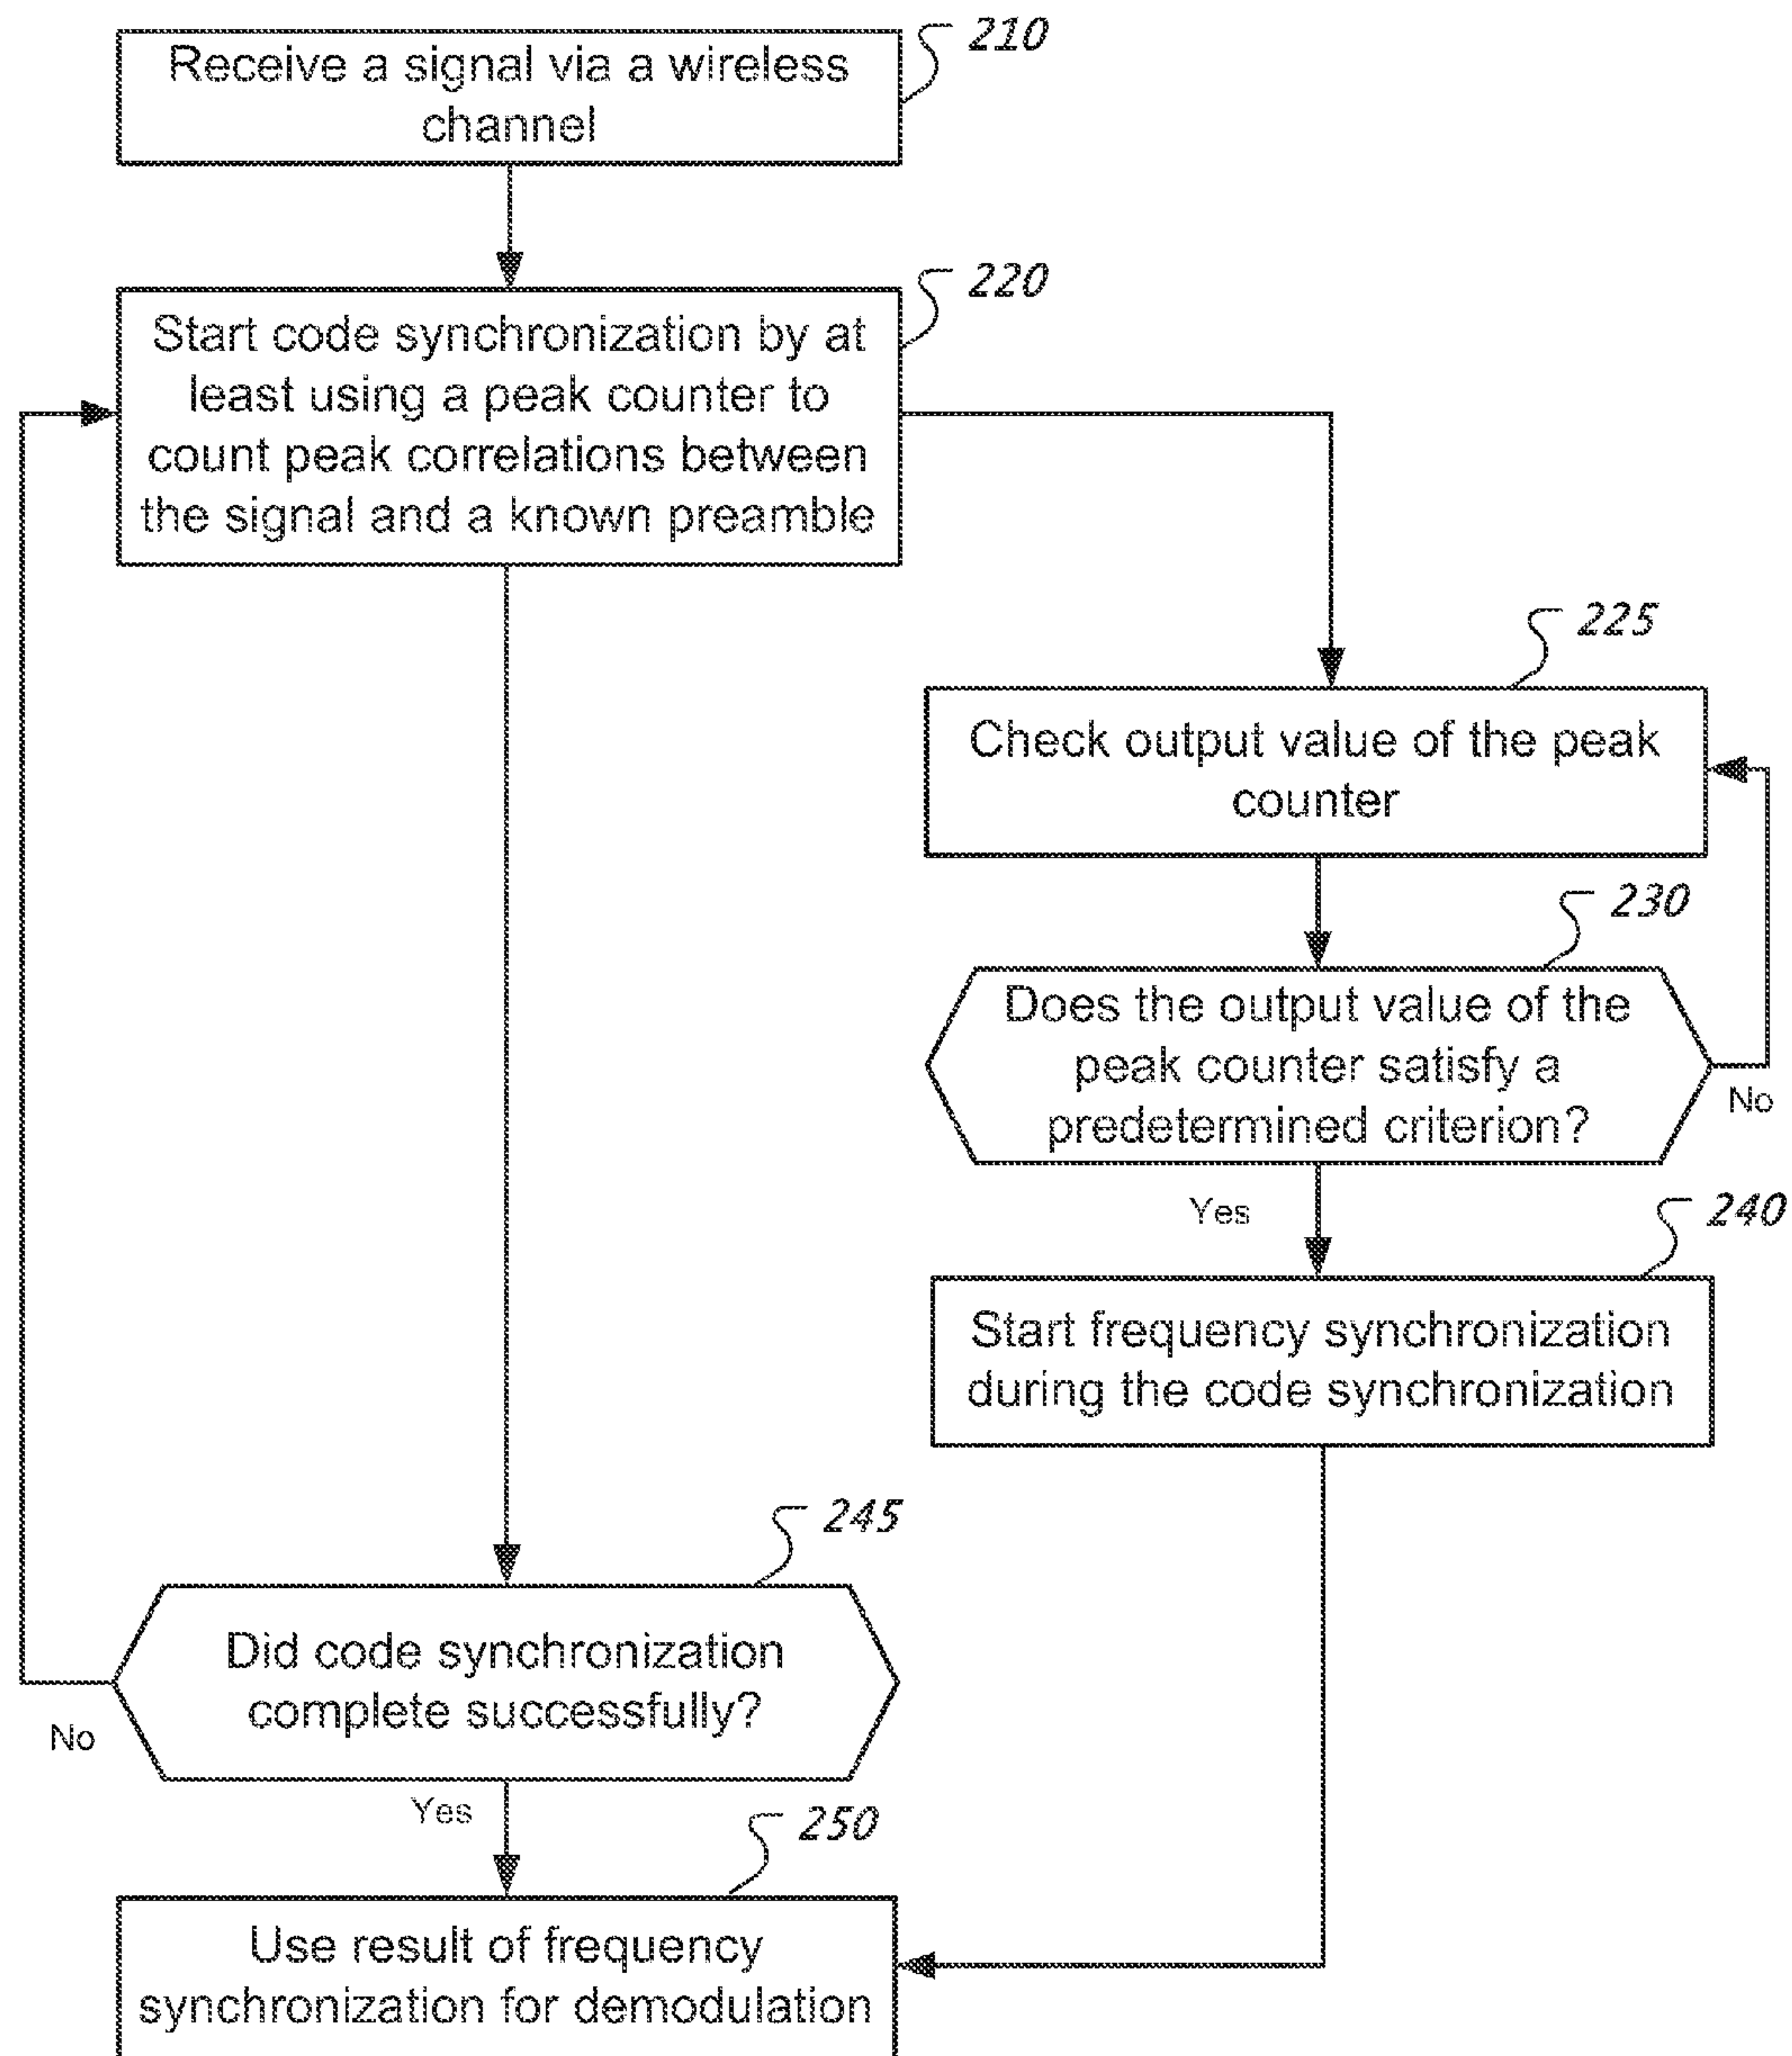 210
Receive a signal via a wireless
channel
220
Start code synchronization by at
least using a peak counter to
count peak correlations between
the signal and a known preamble
225
Check output value of the peak
counter
230
Does the output value of the
peak counter satisfy a
predetermined criterion?
No
Yes
240
Start frequency synchronization
during the code synchronization
245
Did code synchronization
complete successfully?
No
Yes
250
Use result of frequency
synchronization for demodulation